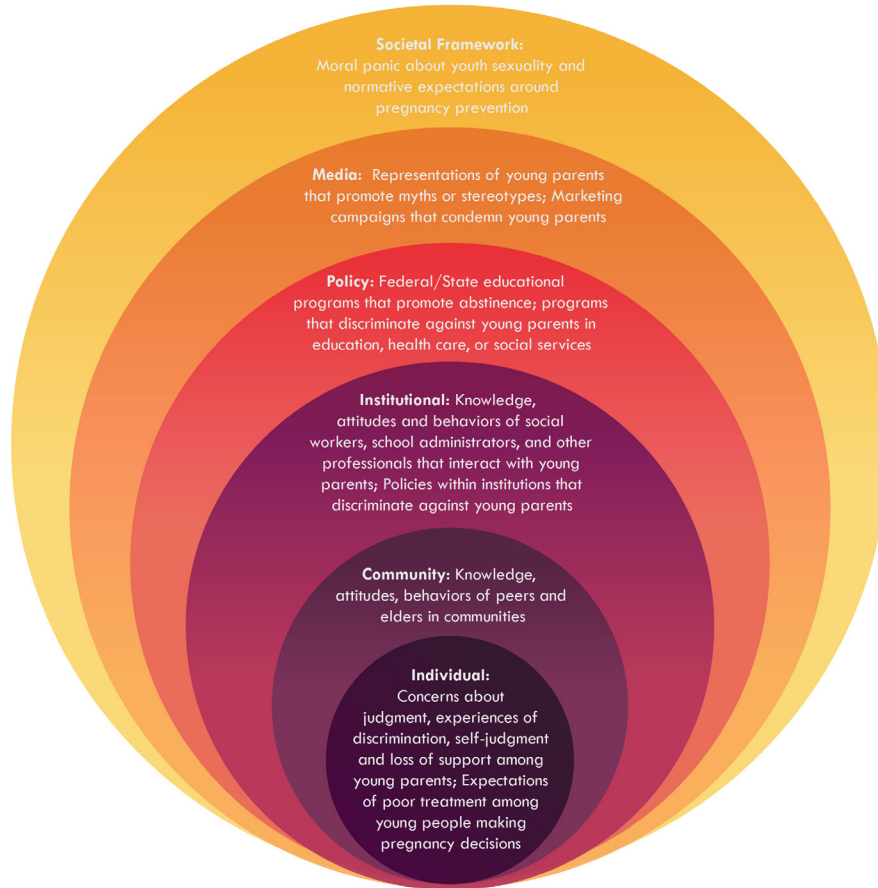 Societal Framework:
Moral panic about youth sexuality and
normative expectations around
pregnancy prevention
Media: Representations of young parents
that promote myths or stereotypes; Marketing
campaigns that condemn young parents
Policy: Federal/State educational
programs that promote abstinence; programs
that discriminate against young parents in
education, health care, or social services
Institutional: Knowledge,
attitudes and behaviors of social
workers, school administrators, and other
professionals that interact with young
parents; Policies within institutions that
discriminate against young parents
Community: Knowledge,
attitudes, behaviors of peers and
elders in communities
Individual:
Concerns about
judgment, experiences of
discrimination, self-judgment
and loss of support among
young parents; Expectations
of poor treatment among
young people making
pregnancy decisions